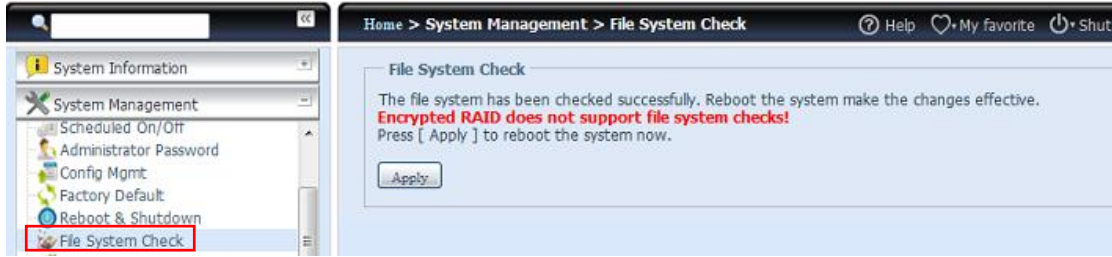 Home > System Management > File System Check
Help
My favorite
Shut
System Information
System Management
Scheduled On/Off
Administrator Password
Config Mgmt
Factory Default
Reboot & Shutdown
File System Check
File System Check
The file system has been checked successfully. Reboot the system make the changes effective.
Encrypted RAID does not support file system checks!
Press [ Apply ] to reboot the system now.
Apply